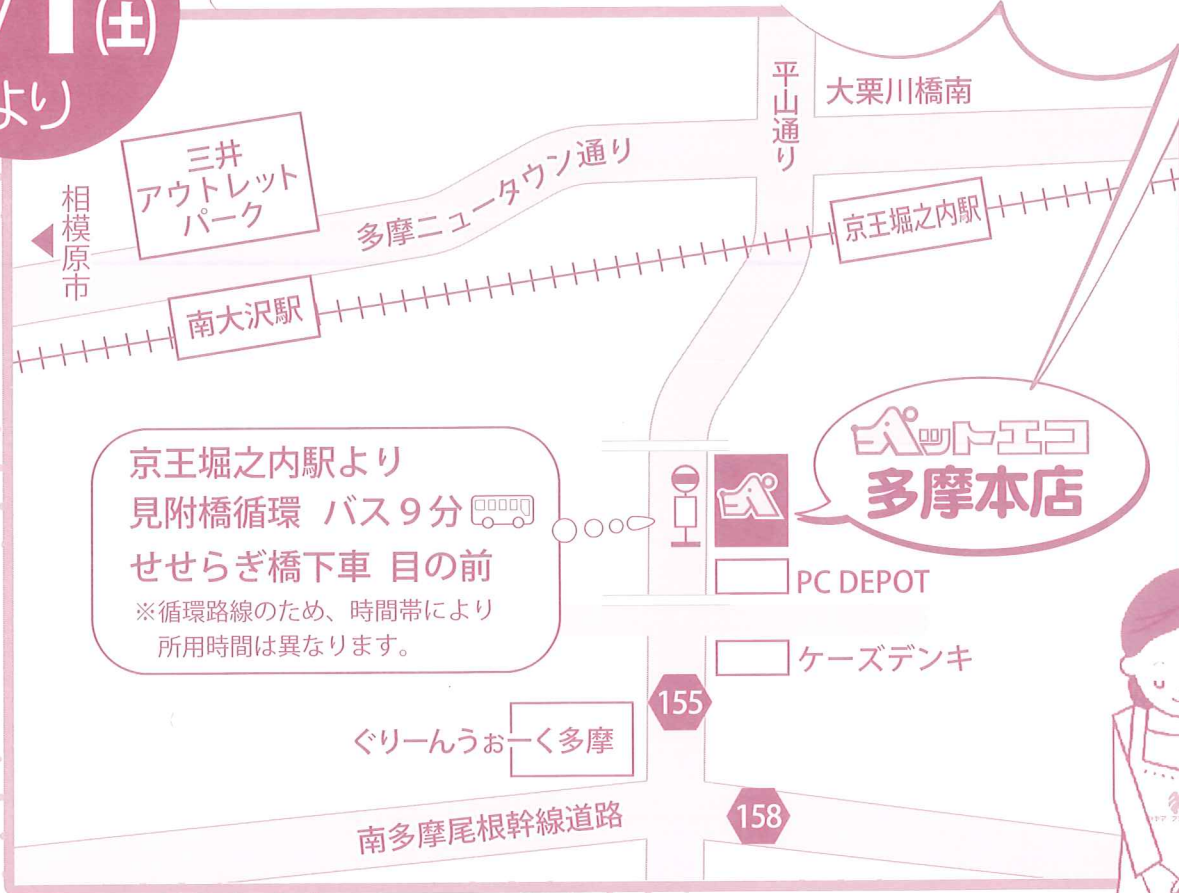 1(土)
より
三井
アウトレット
パーク
相模原市
多摩ニュータウン通り
平山通り
大栗川橋南
京王堀之内駅
南大沢駅
京王堀之内駅より
見附橋循環 バス9分
せせらぎ橋下車 目の前
※循環路線のため、時間帯により
所用時間は異なります。
ペットエコ
多摩本店
PC DEPOT
ケーズデンキ
155
ぐりーんうぉーく多摩
158
南多摩尾根幹線道路